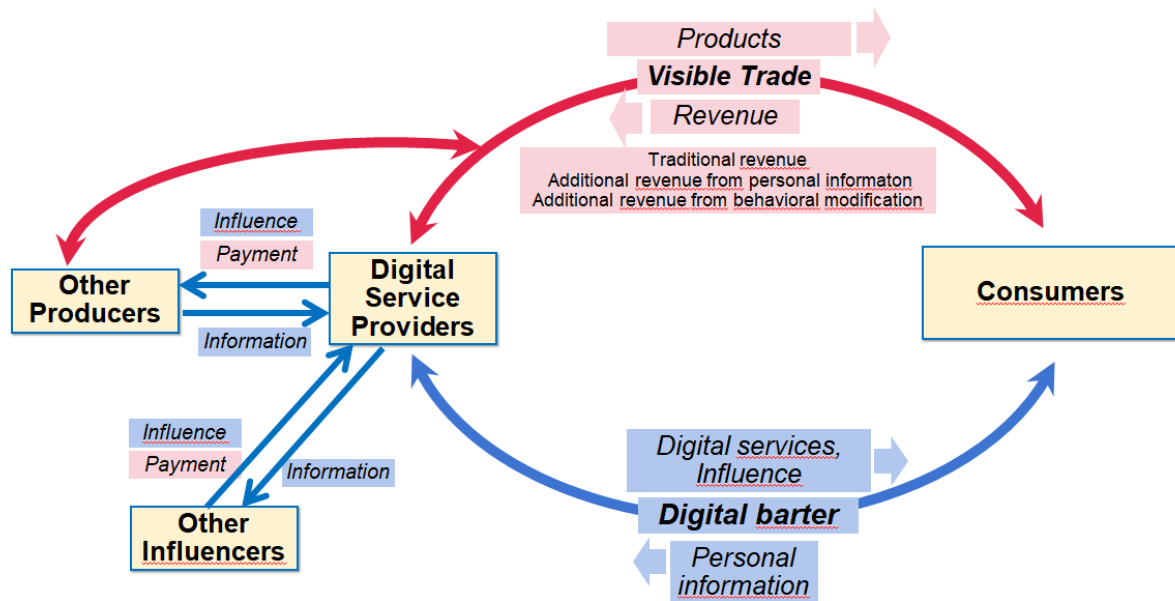 Products
Visible Trade
Revenue
Traditional revenue
Additional revenue from personal informaton
Additional revenue from behavioral modification
Influence
Payment
Other
Producers
Information
Digital
Service
Providers
Consumers
Influence
Payment
Information
Other
Influencers
Digital services,
Influence
Digital barter
Personal
information